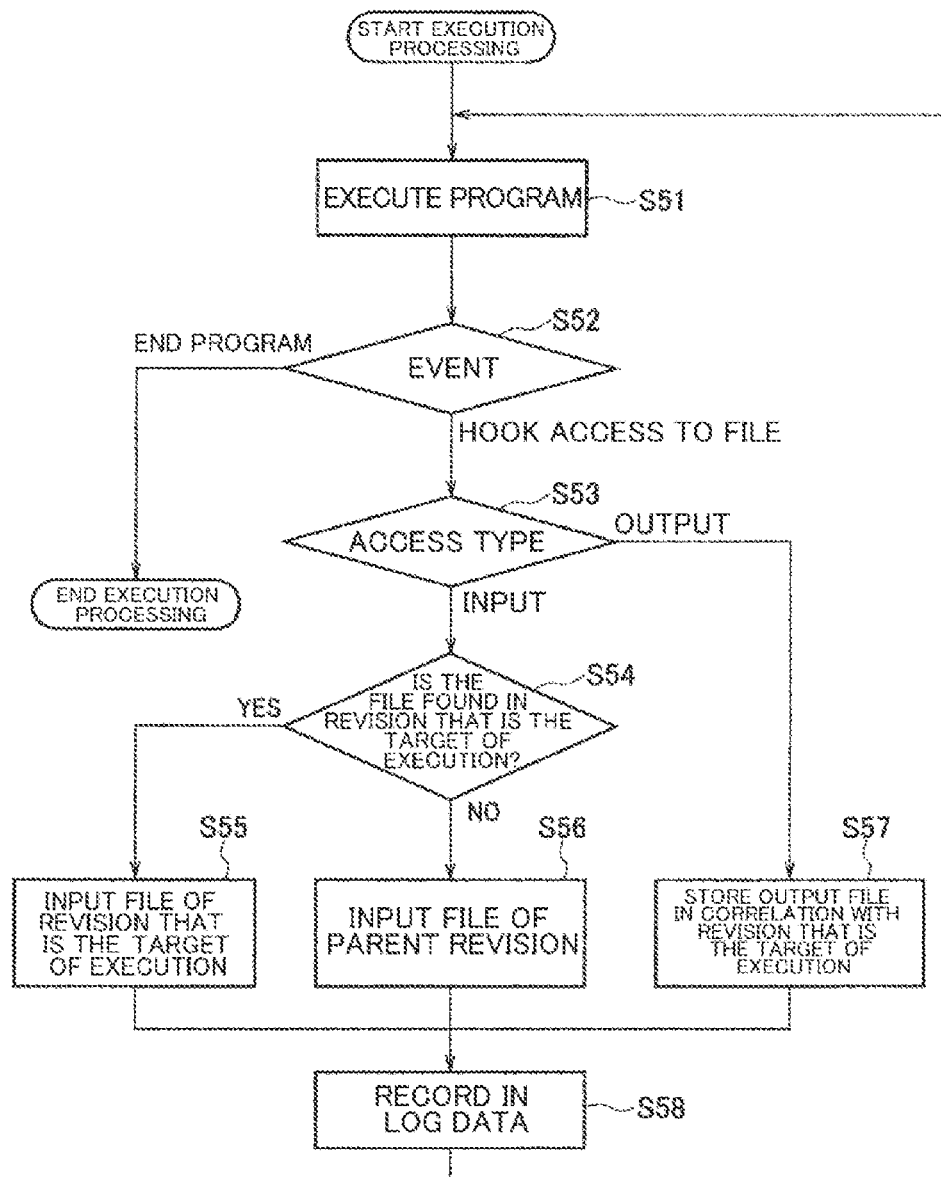 START EXECUTION
PROCESSING
EXECUTE PROGRAM
S51
S52
END PROGRAM
EVENT
HOOK ACCESS TO FILE
S53
OUTPUT
ACCESS TYPE
END EXECUTION
PROCESSING
INPUT
S54
YES
IS THE
FILE FOUND IN
REVISION THAT IS THE
TARGET OF
EXECUTION?
NO
S55
S56
S57
INPUT FILE OF
REVISION THAT
IS THE TARGET
OF EXECUTION
INPUT FILE OF
PARENT REVISION
STORE OUTPUT FILE
IN CORRELATION WITH
REVISION THAT IS
THE TARGET OF
EXECUTION
RECORD IN
LOG DATA
S58